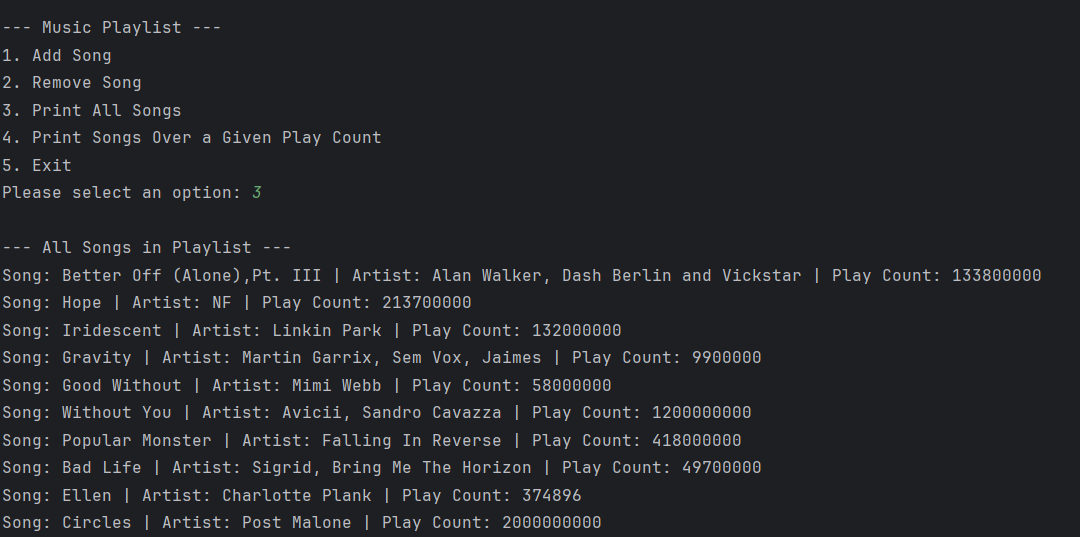 --- Music Playlist ---
1. Add Song
2. Remove Song
3. Print All Songs
4. Print Songs Over a Given Play Count
5. Exit
Please select an option: 3
--- All Songs in Playlist ---
Song: Better Off (Alone),Pt. III | Artist: Alan Walker, Dash Berlin and Vickstar | Play Count: 133800000
Song: Hope | Artist: NF | Play Count: 213700000
Song: Iridescent | Artist: Linkin Park | Play Count: 132000000
Song: Gravity | Artist: Martin Garrix, Sem Vox, Jaimes | Play Count: 9900000
Song: Good Without | Artist: Mimi Webb | Play Count: 58000000
Song: Without You | Artist: Avicii, Sandro Cavazza | Play Count: 1200000000
Song: Popular Monster | Artist: Falling In Reverse | Play Count: 418000000
Song: Bad Life | Artist: Sigrid, Bring Me The Horizon | Play Count: 49700000
Song: Ellen | Artist: Charlotte Plank | Play Count: 374896
Song: Circles | Artist: Post Malone | Play Count: 2000000000